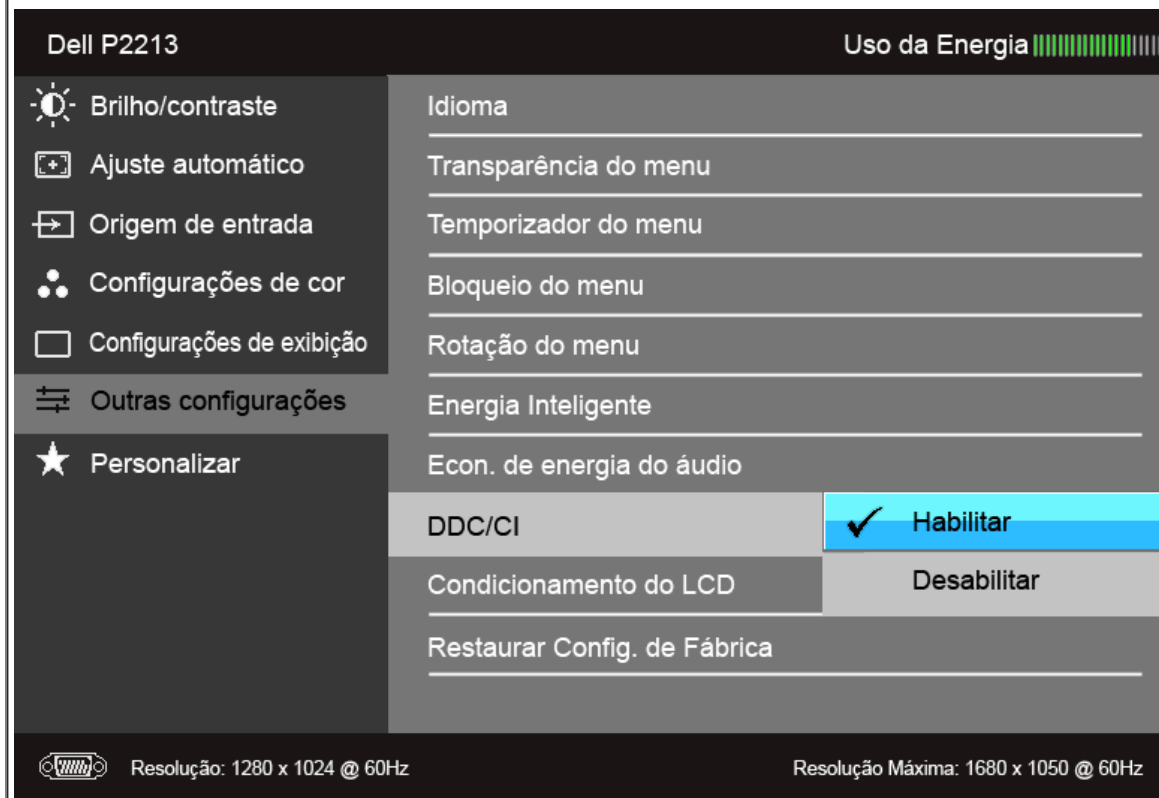 Dell P2213 Uso da Energia
Brilho/contraste
Ajuste automático
Origem de entrada
Configurações de cor
Configurações de exibição
Outras configurações
Personalizar
Idioma
Transparência do menu
Temporizador do menu
Bloqueio do menu
Rotação do menu
Energia Inteligente
Econ. de energia do áudio
DDC/CI Habilitar
Desabilitar
Condicionamento do LCD
Restaurar Config. de Fábrica
Resolução: 1280 x 1024 @ 60Hz Resolução Máxima: 1680 x 1050 @ 60Hz